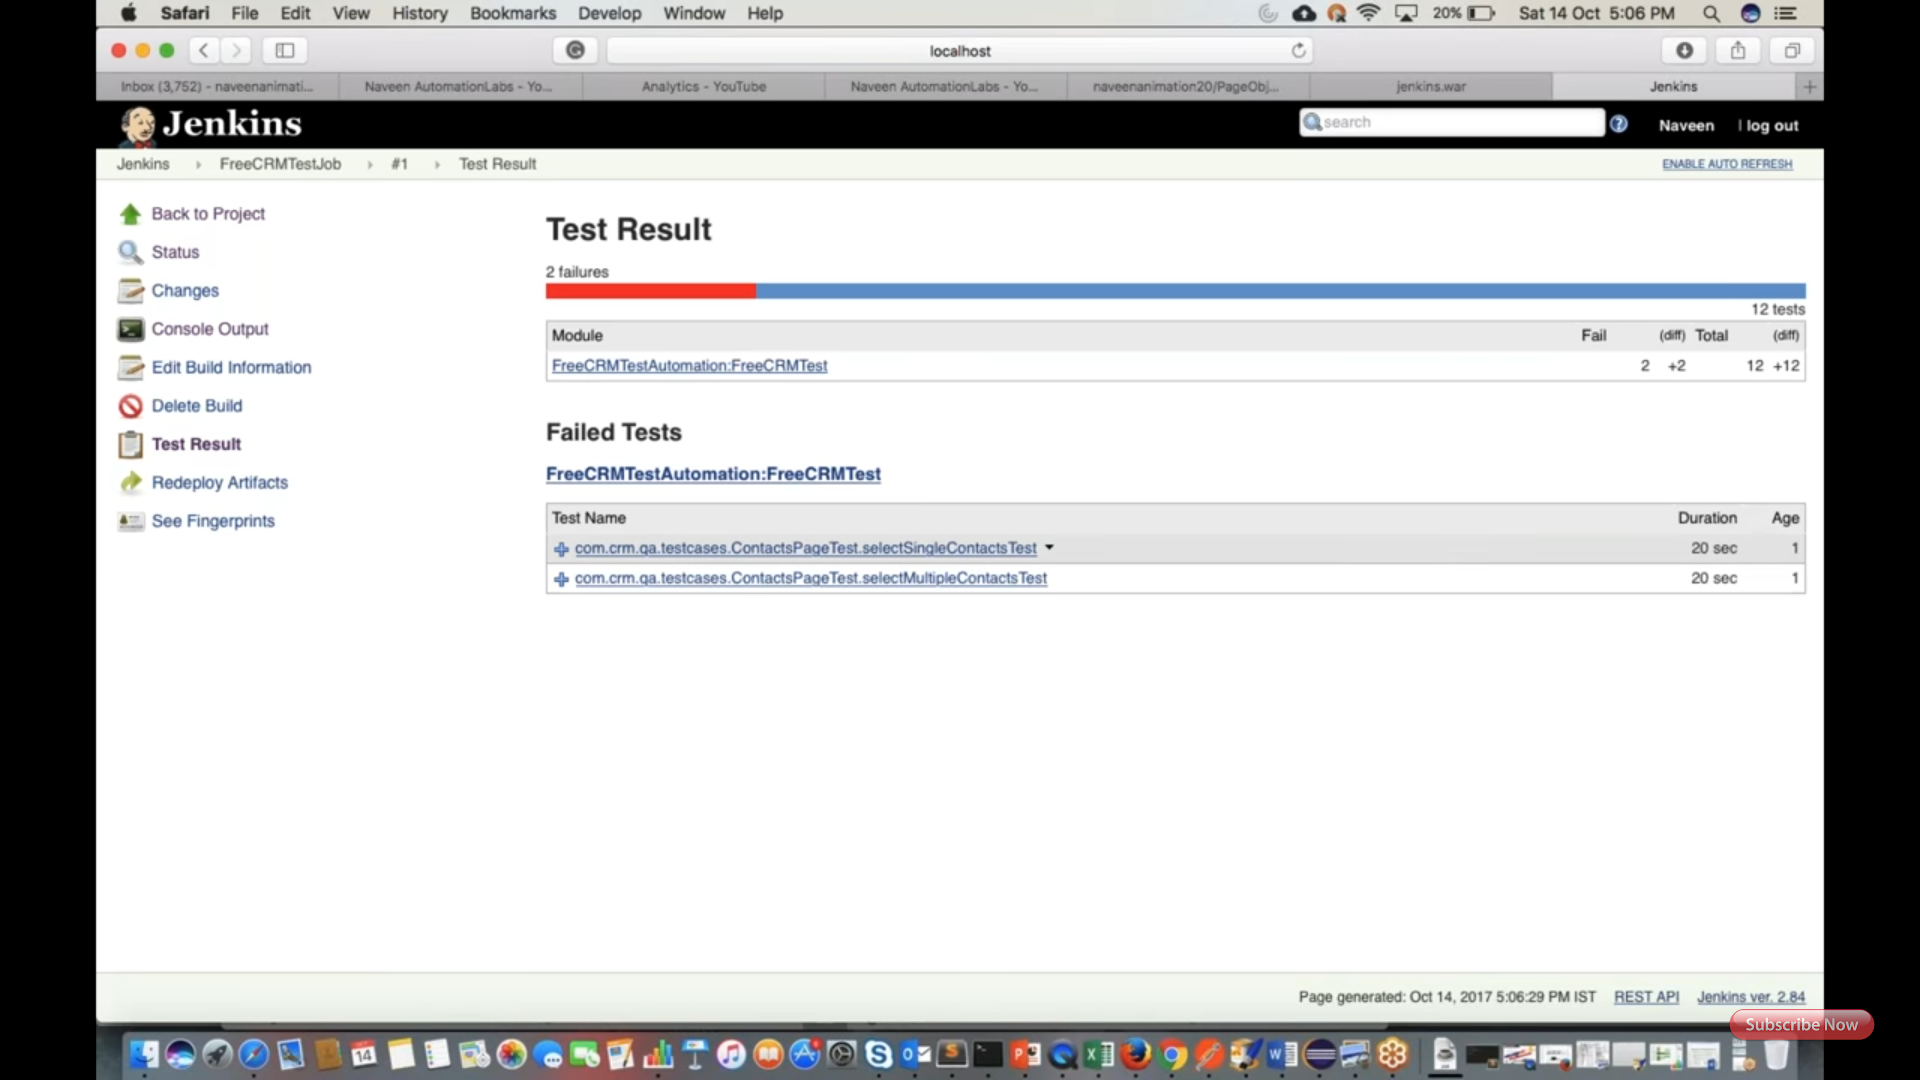 Safari File Edit View History Bookmarks Develop Window Help 20% Sat 14 Oct 5:06 PM
localhost
Inbox (3,752) - naveenanimati... Naveen AutomationLabs - Yo... Analytics - YouTube Naveen AutomationLabs - Yo... naveenanimation20/PageObj... jenkins.war Jenkins
Jenkins search Naveen | log out
Jenkins FreeCRMTestJob #1 Test Result ENABLE AUTO REFRESH
Back to Project
Status
Changes
Console Output
Edit Build Information
Delete Build
Test Result
Redeploy Artifacts
See Fingerprints
Test Result
2 failures
12 tests
Module Fail (diff) Total (diff)
FreeCRMTestAutomation:FreeCRMTest 2 +2 12 +12
Failed Tests
FreeCRMTestAutomation:FreeCRMTest
Test Name Duration Age
com.crm.qa.testcases.ContactsPageTest.selectSingleContactsTest 20 sec 1
com.crm.qa.testcases.ContactsPageTest.selectMultipleContactsTest 20 sec 1
Page generated: Oct 14, 2017 5:06:29 PM IST REST API Jenkins ver. 2.84
Subscribe Now
14